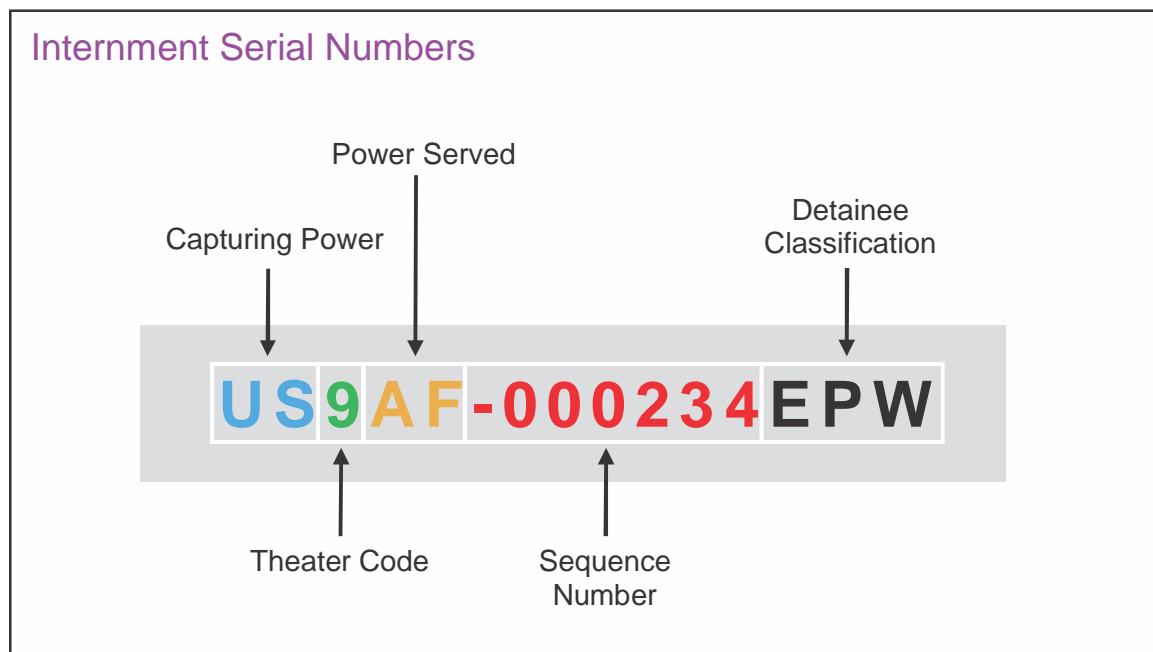 Internment Serial Numbers
Power Served
Capturing Power
Detainee
Classification
US9AF-000234EPW
Theater Code
Sequence
Number